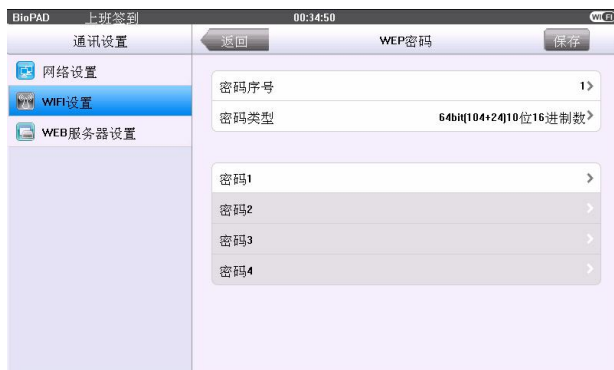 BioPAD 上班签到 00:34:50 WIFI
通讯设置 返回 WEP密码 保存
网络设置
WIFI设置
WEB服务器设置
密码序号 1
密码类型 64bit(104+24)10位16进制数
密码1
密码2
密码3
密码4